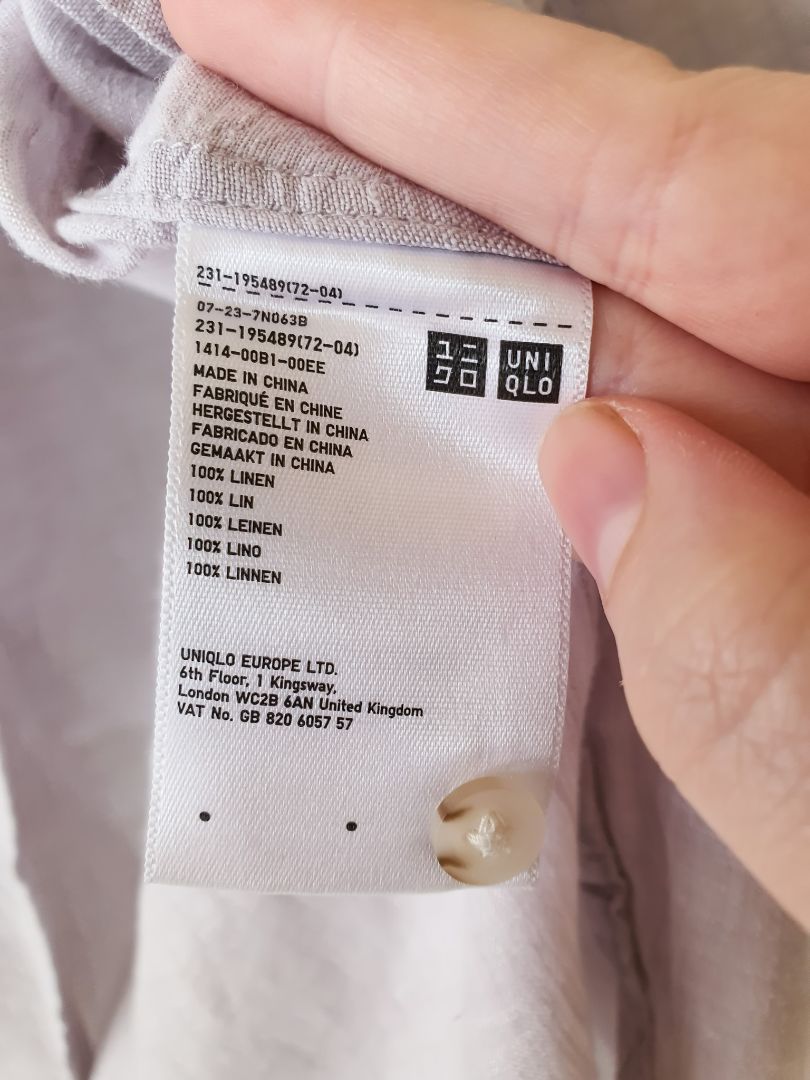 231-195489(72-04)
07-23-7N063B
231-195489(72-04)
1414-00B1-00EE
ユニ
クロ
UNI
QLO
MADE IN CHINA
FABRIQUÉ EN CHINE
HERGESTELLT IN CHINA
FABRICADO EN CHINA
GEMAAKT IN CHINA
100% LINEN
100% LIN
100% LEINEN
100% LINO
100% LINNEN
UNIQLO EUROPE LTD.
6th Floor, 1 Kingsway,
London WC2B 6AN United Kingdom
VAT No. GB 820 6057 57